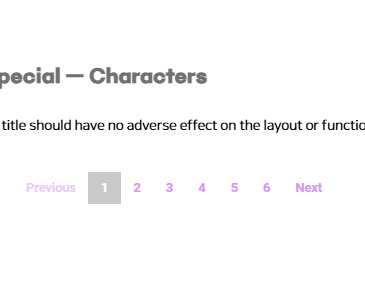 pecial — Characters
title should have no adverse effect on the layout or functio
Previous 1 2 3 4 5 6 Next